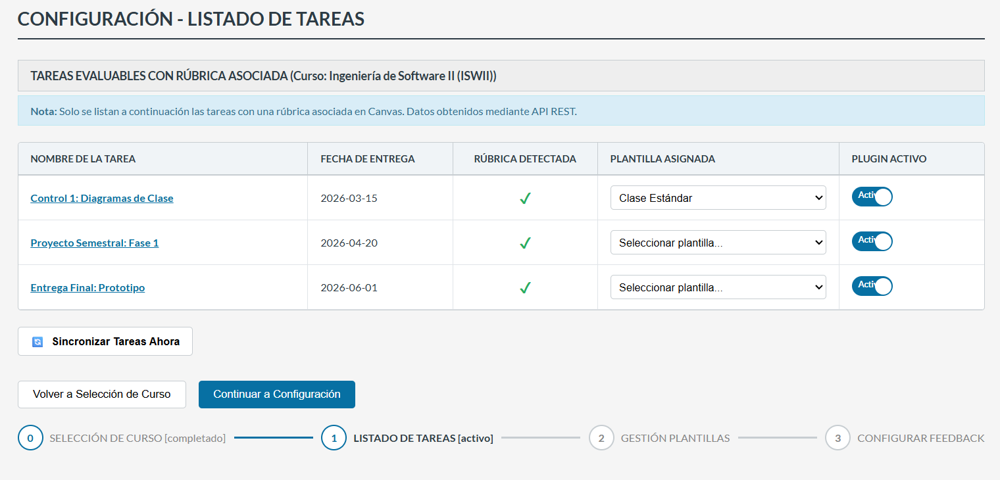 CONFIGURACIÓN - LISTADO DE TAREAS
TAREAS EVALUABLES CON RÚBRICA ASOCIADA (Curso: Ingeniería de Software II (ISWII))
Nota: Solo se listan a continuación las tareas con una rúbrica asociada en Canvas. Datos obtenidos mediante API REST.
NOMBRE DE LA TAREA FECHA DE ENTREGA RÚBRICA DETECTADA PLANTILLA ASIGNADA PLUGIN ACTIVO
Control 1: Diagramas de Clase 2026-03-15 ✓ Clase Estándar Acti
Proyecto Semestral: Fase 1 2026-04-20 ✓ Seleccionar plantilla... Acti
Entrega Final: Prototipo 2026-06-01 ✓ Seleccionar plantilla... Acti
Sincronizar Tareas Ahora
Volver a Selección de Curso Continuar a Configuración
0 SELECCIÓN DE CURSO [completado] 1 LISTADO DE TAREAS [activo] 2 GESTIÓN PLANTILLAS 3 CONFIGURAR FEEDBACK